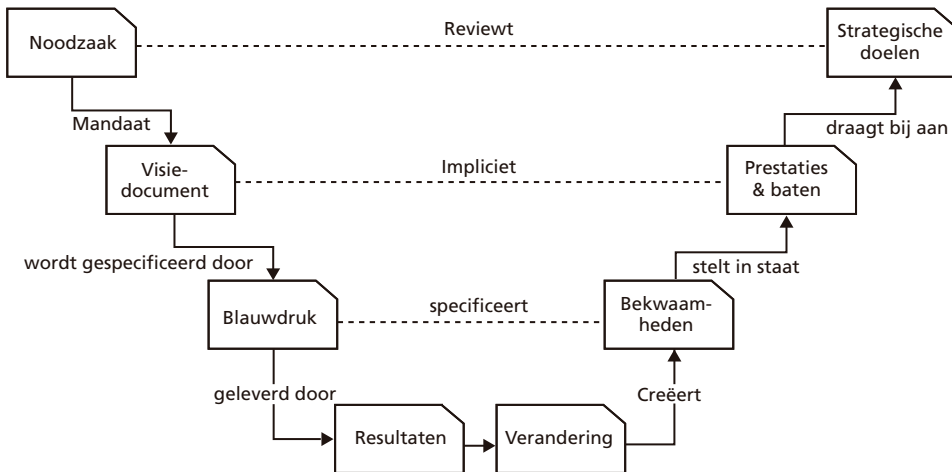 Noodzaak
Reviewt
Strategische
doelen
Mandaat
draagt bij aan
Visie-
document
Impliciet
Prestaties
& baten
wordt gespecificeerd door
stelt in staat
Blauwdruk
specificeert
Bekwaam-
heden
geleverd door
Creëert
Resultaten
Verandering